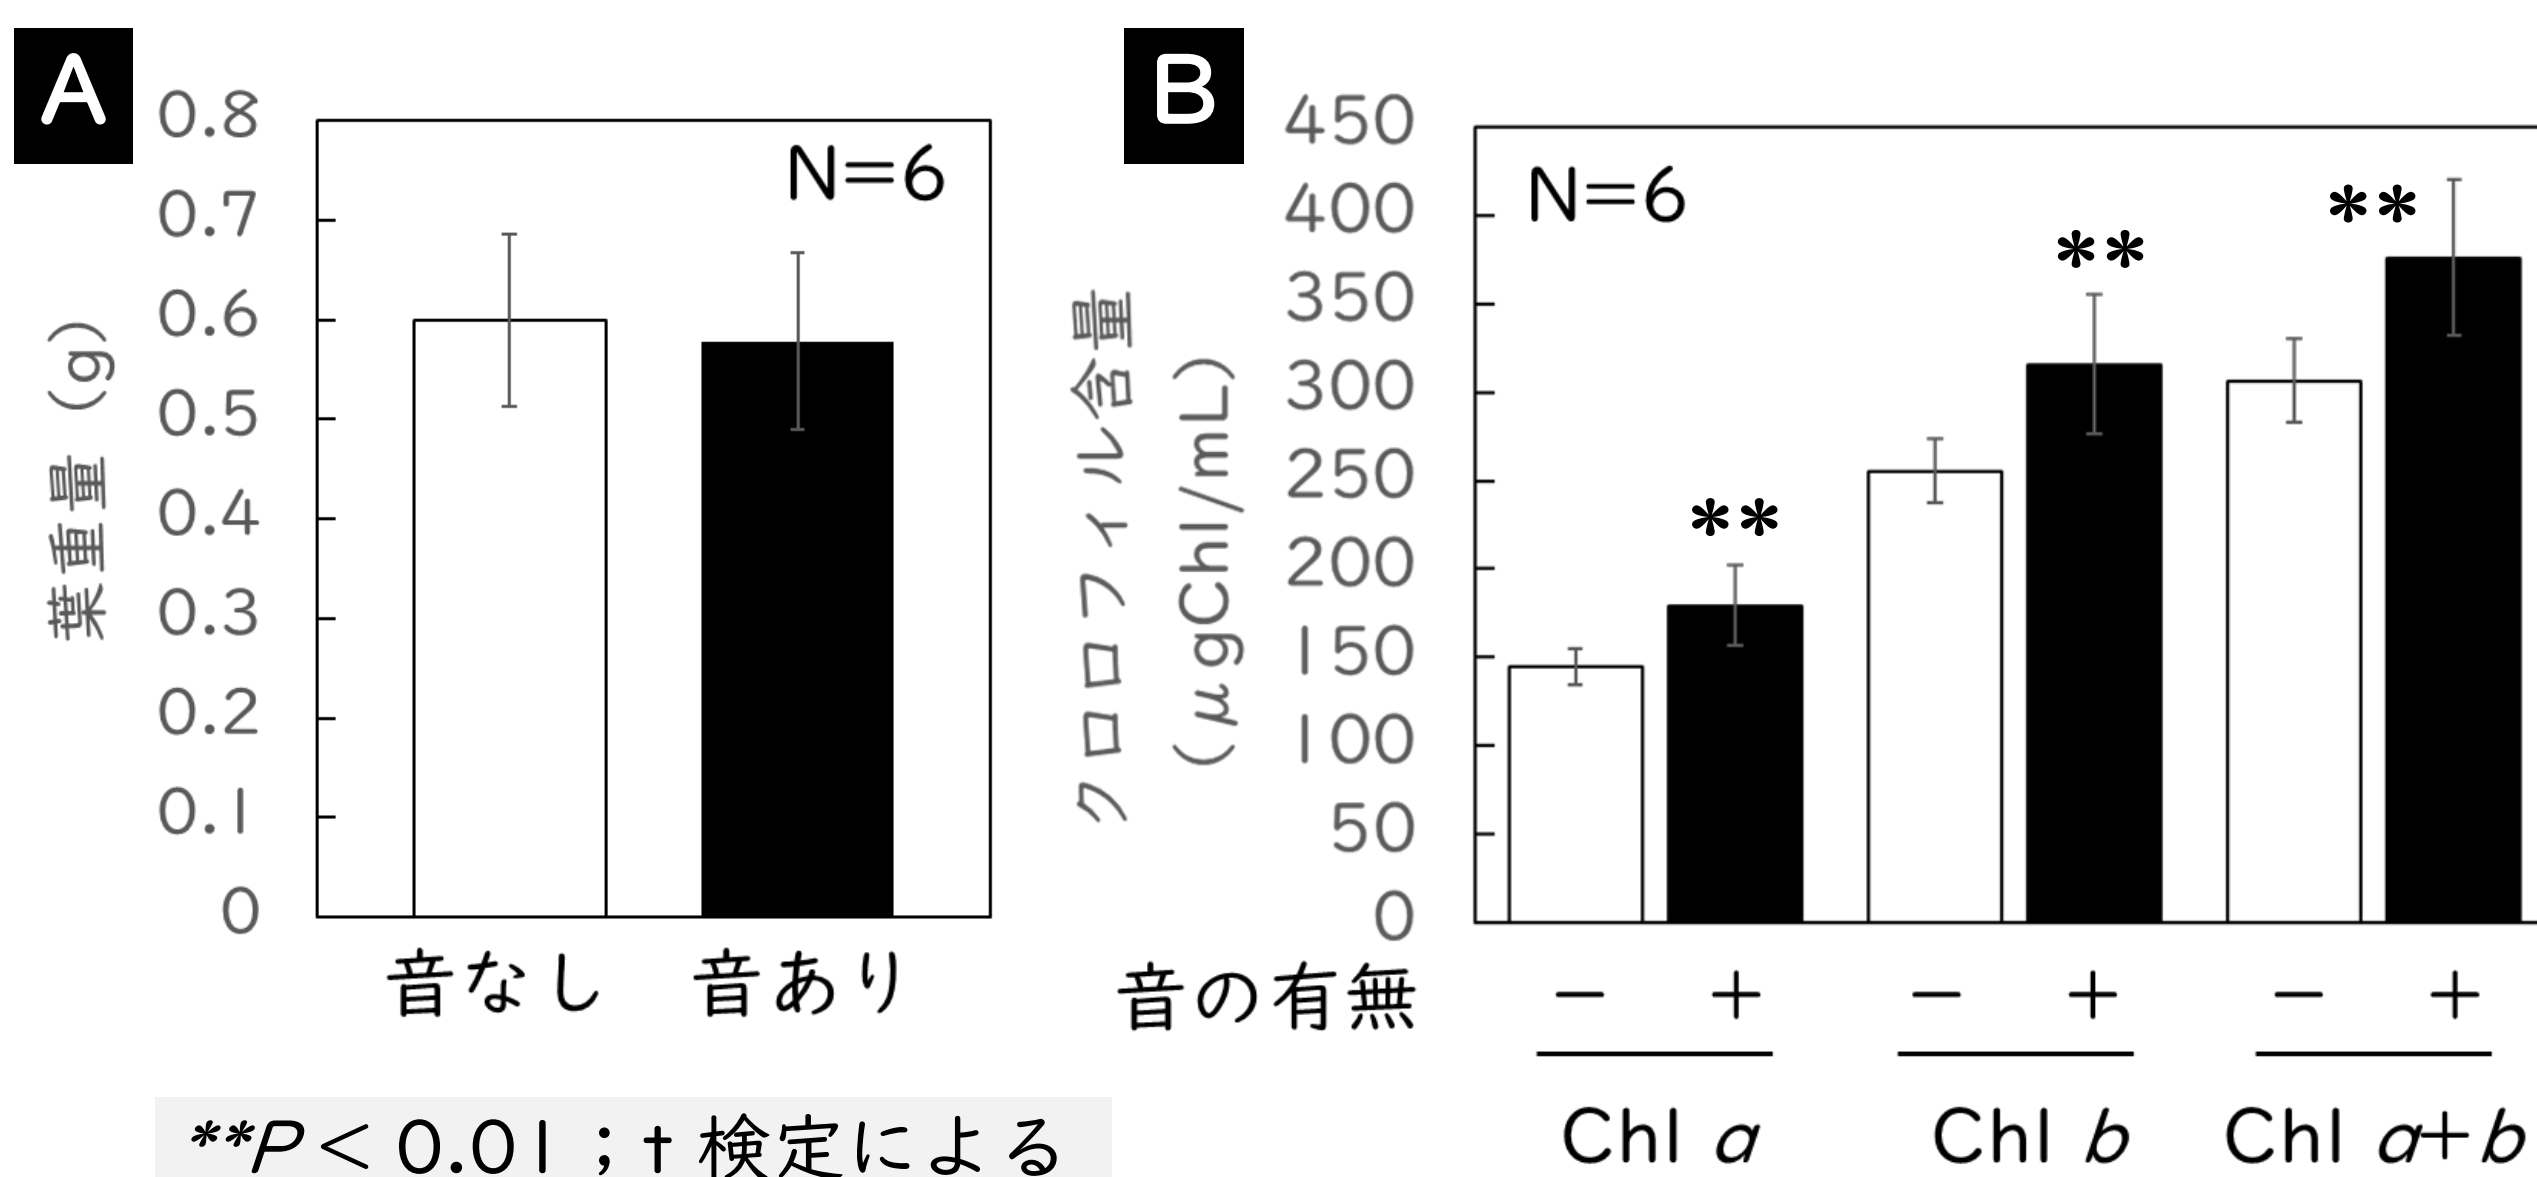 A
0.8
0.7
0.6
0.5
0.4
0.3
0.2
0.1
0
葉重量 (g)
N=6
音なし 音あり
**P< 0.01 ; t 検定による
B
450
400
350
300
250
200
150
100
50
0
クロロフィル含量
(μgChl/mL)
N=6
**
**
**
音の有無 − + − + − +
Chl a Chl b Chl a+b